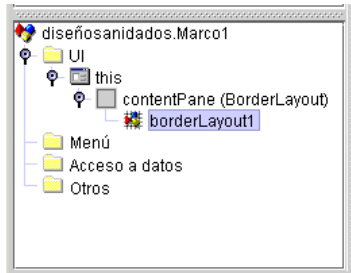 diseñosanidados.Marco1
UI
this
contentPane (BorderLayout)
borderLayout1
Menú
Acceso a datos
Otros